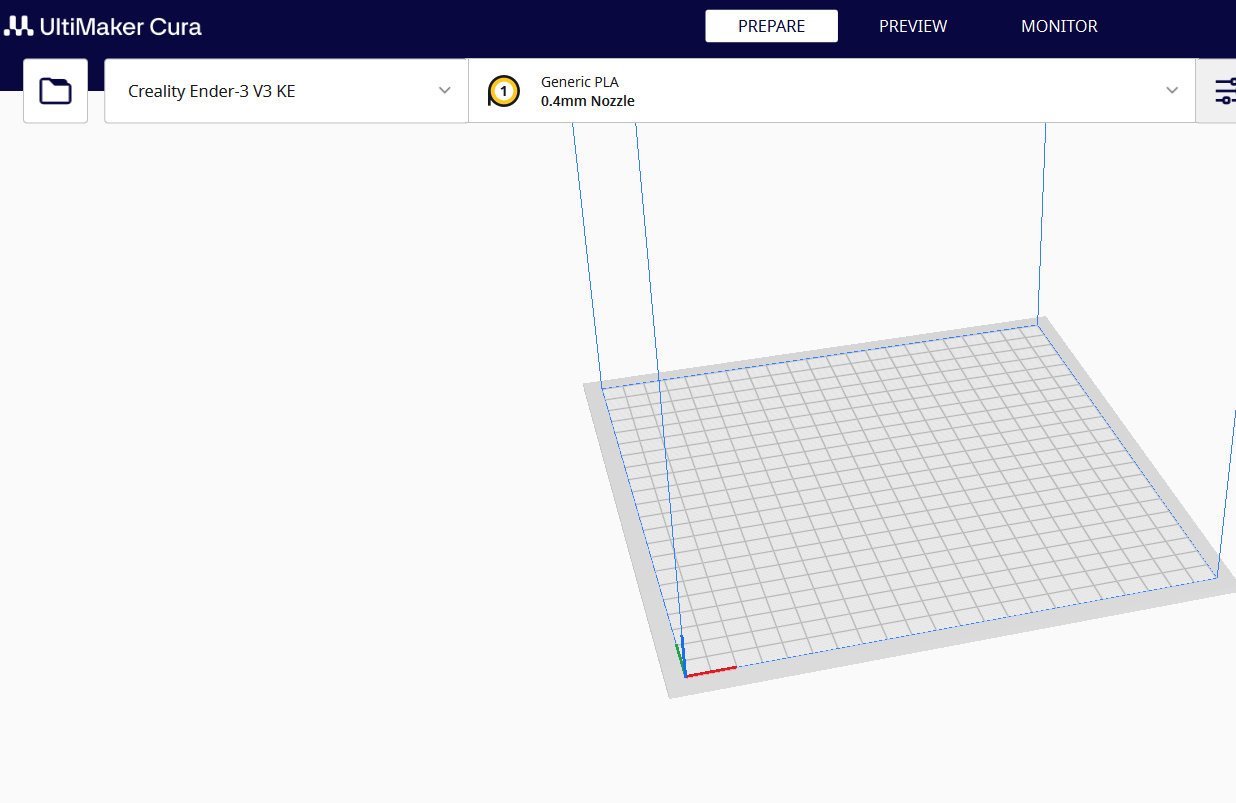 UltiMaker Cura
PREPARE
PREVIEW
MONITOR
Creality Ender-3 V3 KE
1
Generic PLA
0.4mm Nozzle